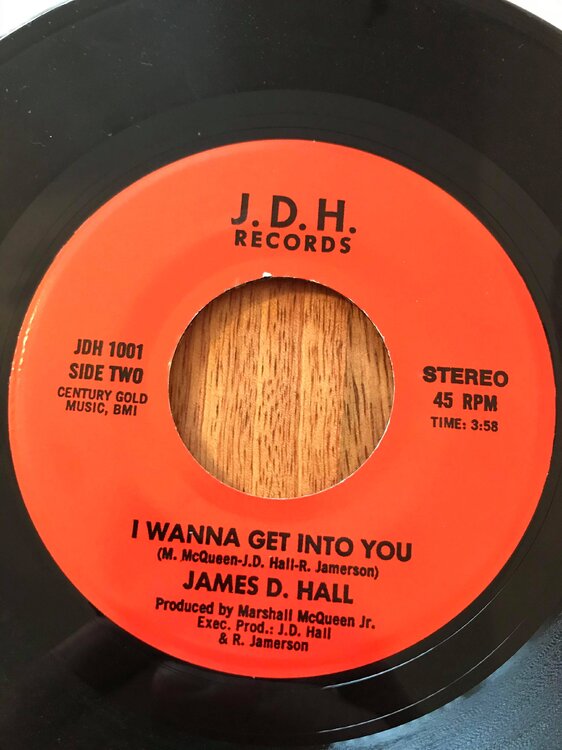 J.D.H.
RECORDS
JDH 1001
SIDE TWO
CENTURY GOLD
MUSIC, BMI
STEREO
45 RPM
TIME: 3:58
I WANNA GET INTO YOU
(M. McQueen-J.D. Hall-R. Jamerson)
JAMES D. HALL
Produced by Marshall McQueen Jr.
Exec. Prod.: J.D. Hall
& R. Jamerson